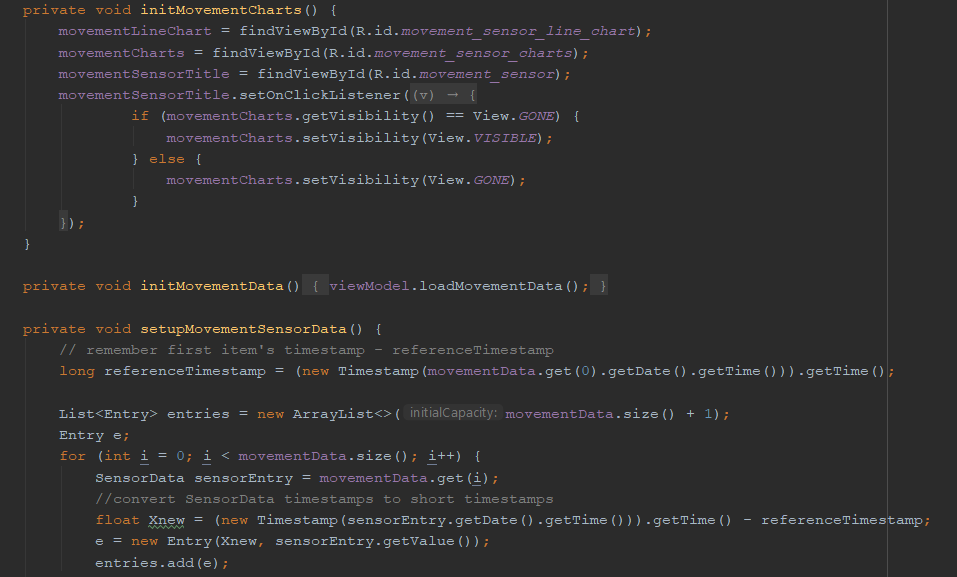 private void initMovementCharts() {
movementLineChart = findViewById(R.id.movement_sensor_line_chart);
movementCharts = findViewById(R.id.movement_sensor_charts);
movementSensorTitle = findViewById(R.id.movement_sensor);
movementSensorTitle.setOnClickListener((v) → {
if (movementCharts.getVisibility() == View.GONE) {
movementCharts.setVisibility(View.VISIBLE);
} else {
movementCharts.setVisibility(View.GONE);
}
});
}
private void initMovementData() { viewModel.loadMovementData(); }
private void setupMovementSensorData() {
// remember first item's timestamp - referenceTimestamp
long referenceTimestamp = (new Timestamp(movementData.get(0).getDate().getTime())).getTime();
List<Entry> entries = new ArrayList<>( initialCapacity: movementData.size() + 1);
Entry e;
for (int i = 0; i < movementData.size(); i++) {
SensorData sensorEntry = movementData.get(i);
//convert SensorData timestamps to short timestamps
float Xnew = (new Timestamp(sensorEntry.getDate().getTime())).getTime() - referenceTimestamp;
e = new Entry(Xnew, sensorEntry.getValue());
entries.add(e);